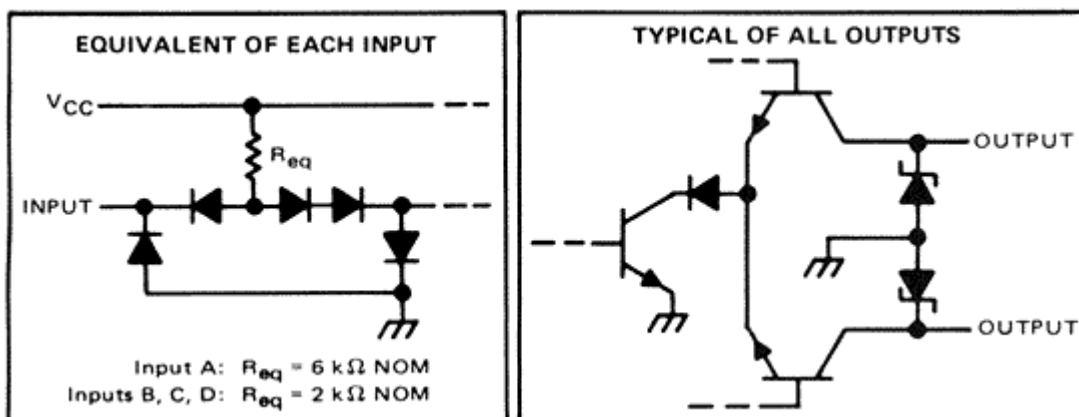 EQUIVALENT OF EACH INPUT
VCC
Req
INPUT
Input A: Req = 6 kΩ NOM
Inputs B, C, D: Req = 2 kΩ NOM
TYPICAL OF ALL OUTPUTS
OUTPUT
OUTPUT